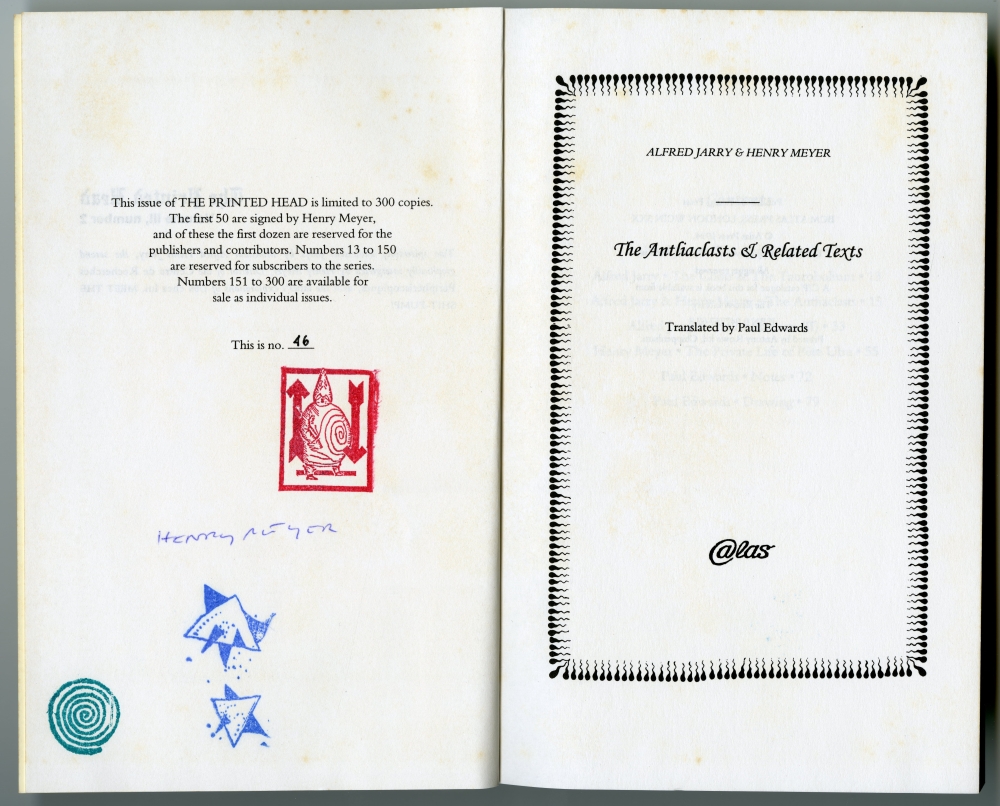 This issue of THE PRINTED HEAD is limited to 300 copies.
The first 50 are signed by Henry Meyer,
and of these the first dozen are reserved for the
publishers and contributors. Numbers 13 to 150
are reserved for subscribers to the series.
Numbers 151 to 300 are available for
sale as individual issues.
This is no. 46
HENRY MEYER
ALFRED JARRY & HENRY MEYER
The Antliaclasts & Related Texts
Translated by Paul Edwards
@las